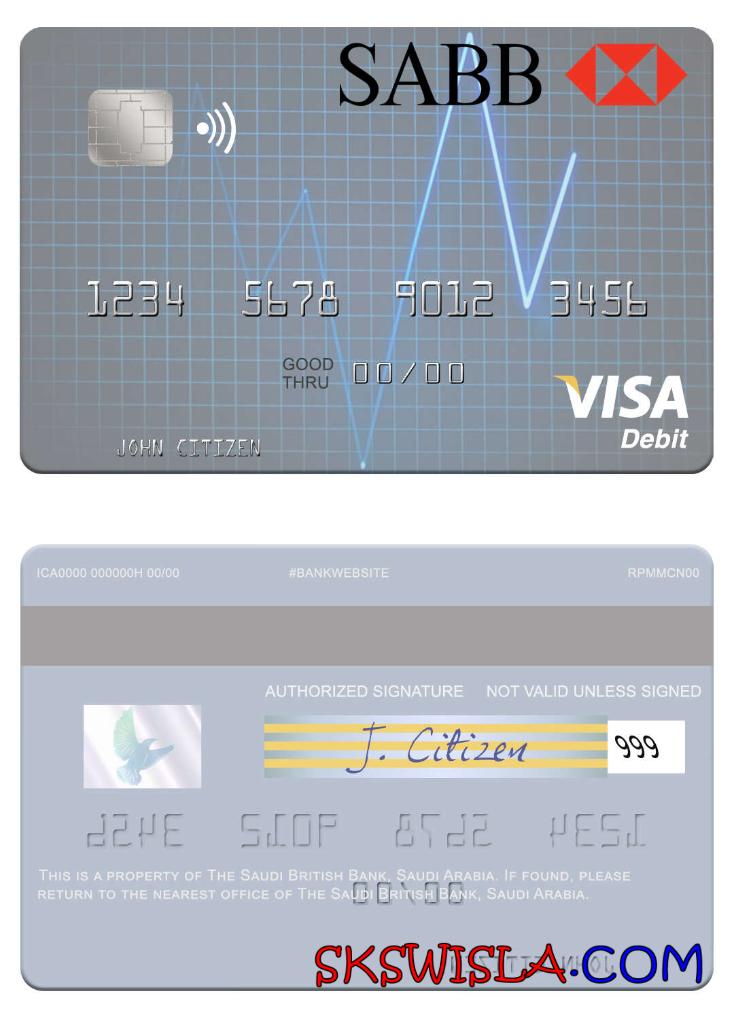 SABB
1234 5678 9012 3456
GOOD THRU 00/00
VISA
Debit
JOHN CITIZEN
ICA0000 000000H 00/00 #BANKWEBSITE RPMMCN00
AUTHORIZED SIGNATURE NOT VALID UNLESS SIGNED
J. Citizen 999
THIS IS A PROPERTY OF THE SAUDI BRITISH BANK, SAUDI ARABIA. IF FOUND, PLEASE
RETURN TO THE NEAREST OFFICE OF THE SAUDI BRITISH BANK, SAUDI ARABIA.
SKSWISLA.COM